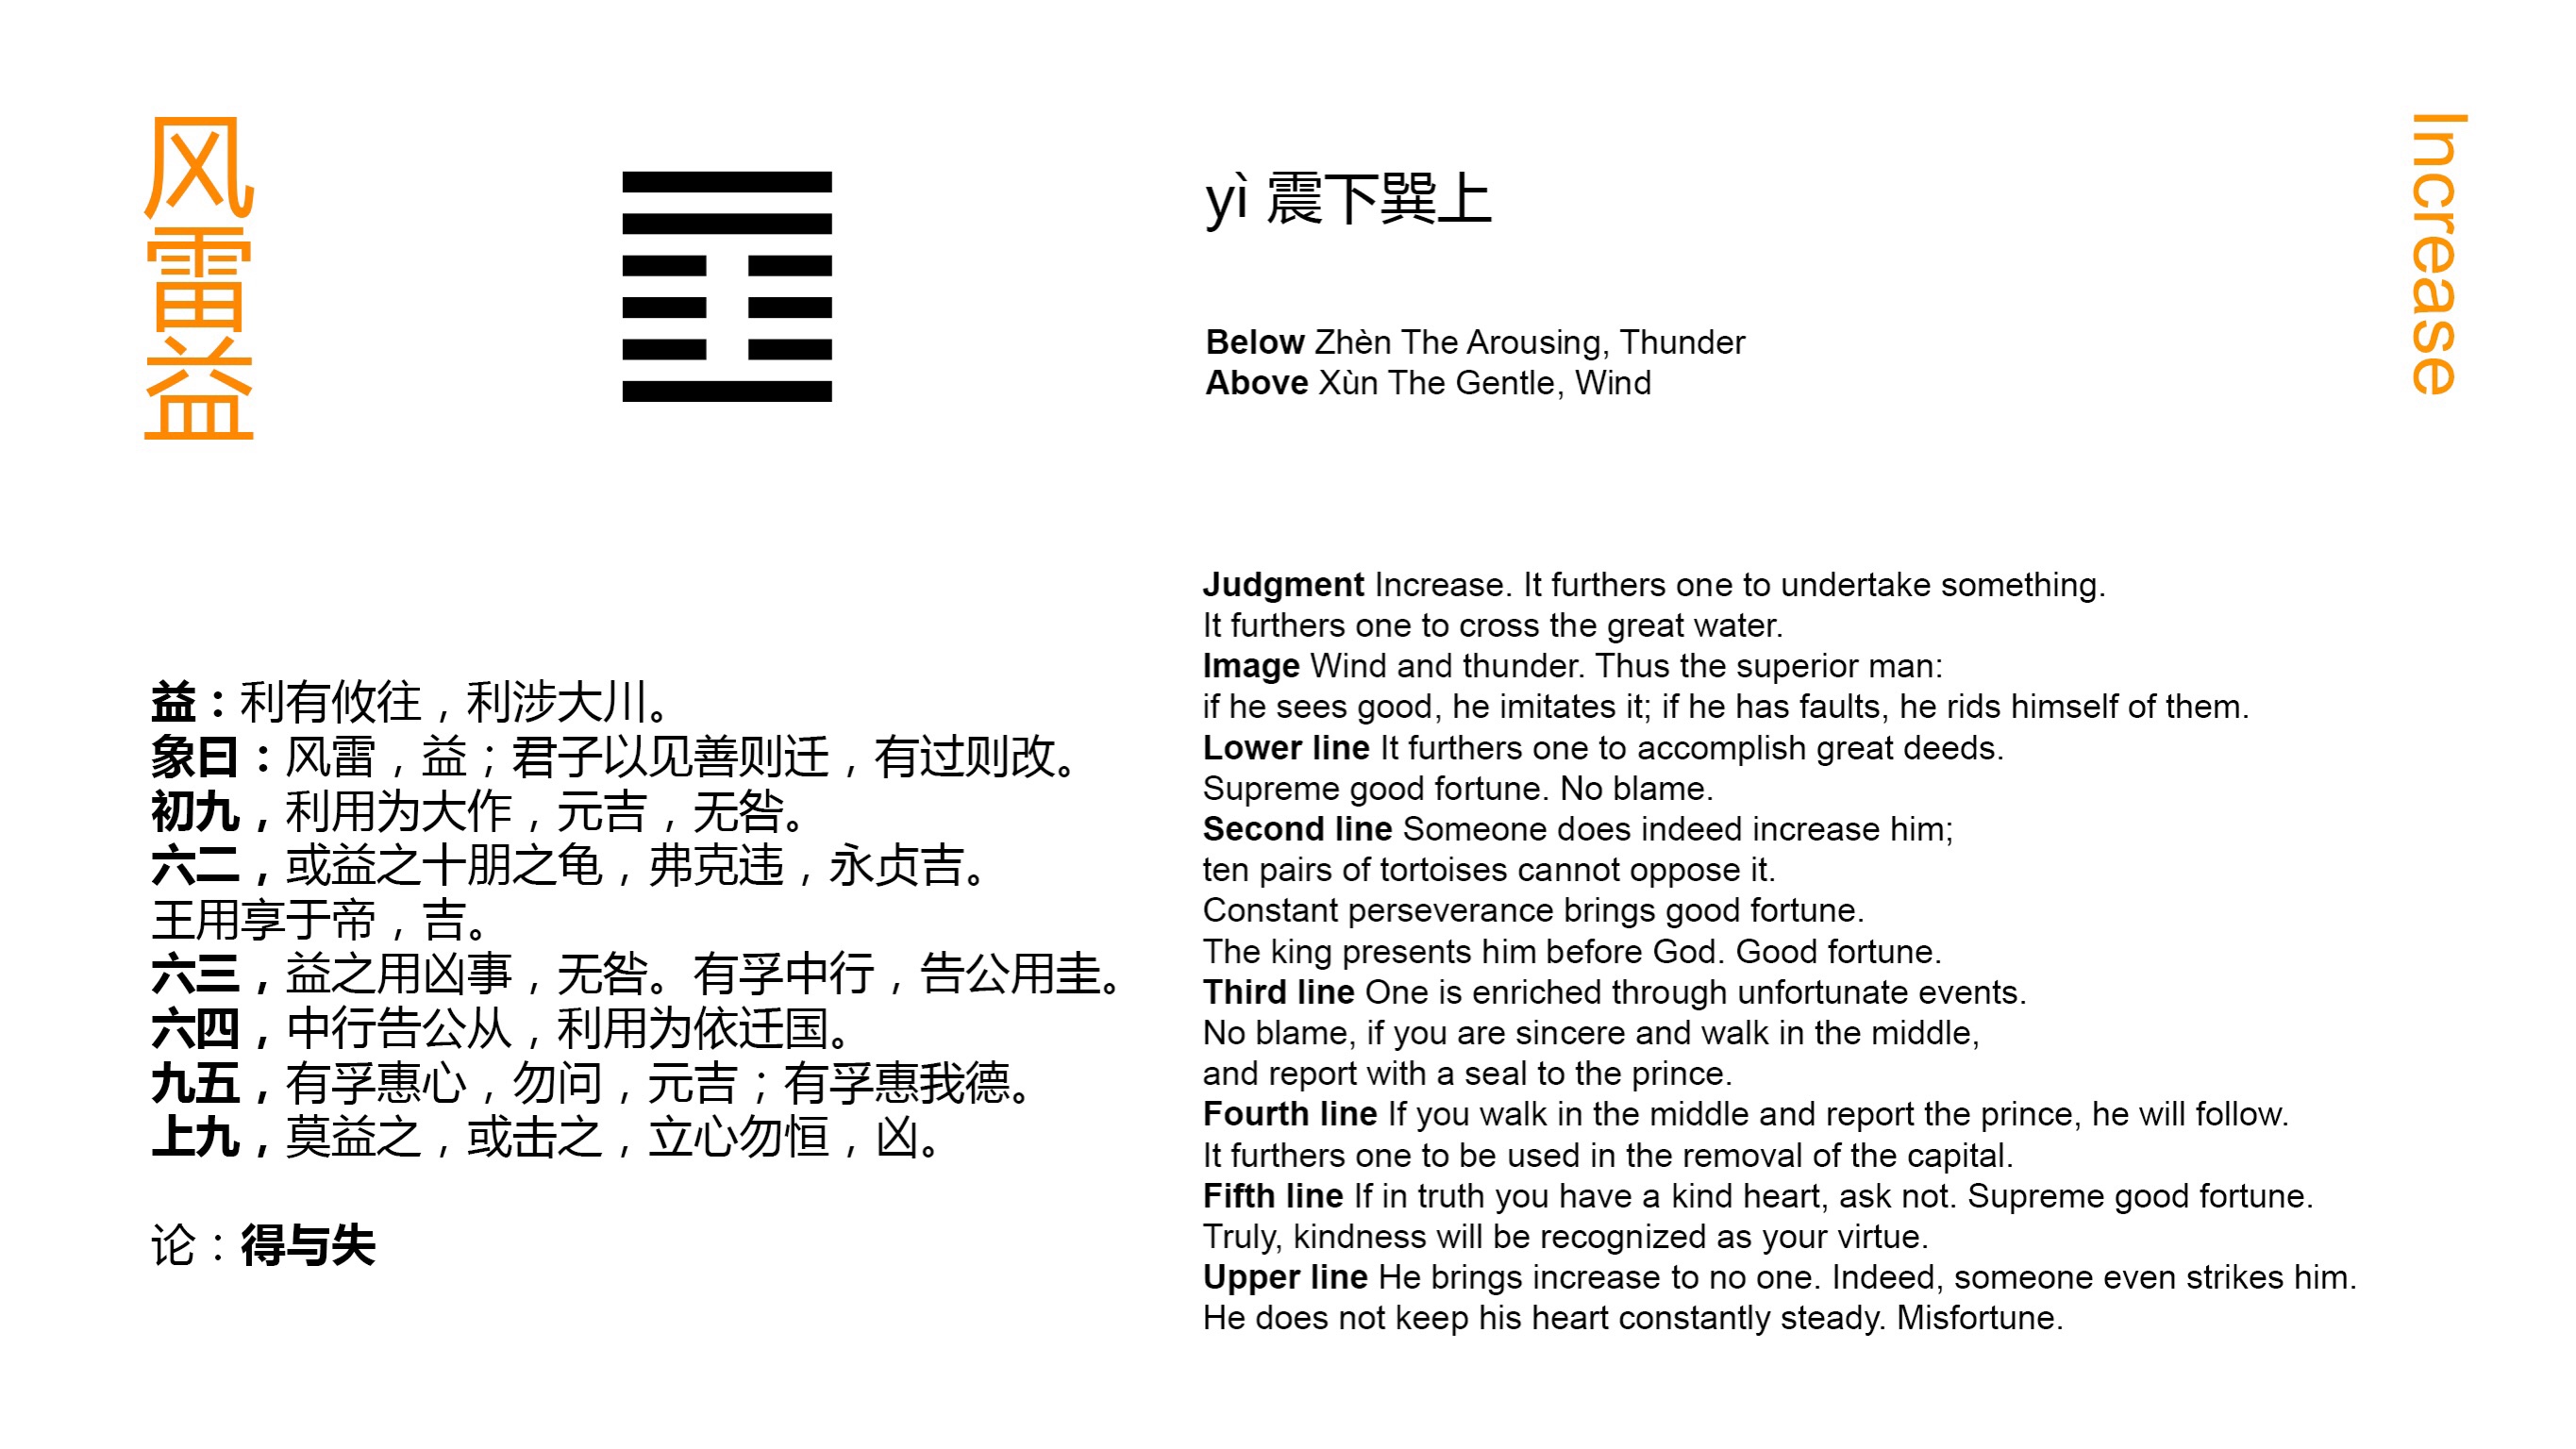 风雷益
yì 震下巽上
Increase
Below Zhèn The Arousing, Thunder
Above Xùn The Gentle, Wind
益：利有攸往，利涉大川。
象曰：风雷，益；君子以见善则迁，有过则改。
初九，利用为大作，元吉，无咎。
六二，或益之十朋之龟，弗克违，永贞吉。
王用享于帝，吉。
六三，益之用凶事，无咎。有孚中行，告公用圭。
六四，中行告公从，利用为依迁国。
九五，有孚惠心，勿问，元吉；有孚惠我德。
上九，莫益之，或击之，立心勿恒，凶。
论：得与失
Judgment Increase. It furthers one to undertake something.
It furthers one to cross the great water.
Image Wind and thunder. Thus the superior man:
if he sees good, he imitates it; if he has faults, he rids himself of them.
Lower line It furthers one to accomplish great deeds.
Supreme good fortune. No blame.
Second line Someone does indeed increase him;
ten pairs of tortoises cannot oppose it.
Constant perseverance brings good fortune.
The king presents him before God. Good fortune.
Third line One is enriched through unfortunate events.
No blame, if you are sincere and walk in the middle,
and report with a seal to the prince.
Fourth line If you walk in the middle and report the prince, he will follow.
It furthers one to be used in the removal of the capital.
Fifth line If in truth you have a kind heart, ask not. Supreme good fortune.
Truly, kindness will be recognized as your virtue.
Upper line He brings increase to no one. Indeed, someone even strikes him.
He does not keep his heart constantly steady. Misfortune.